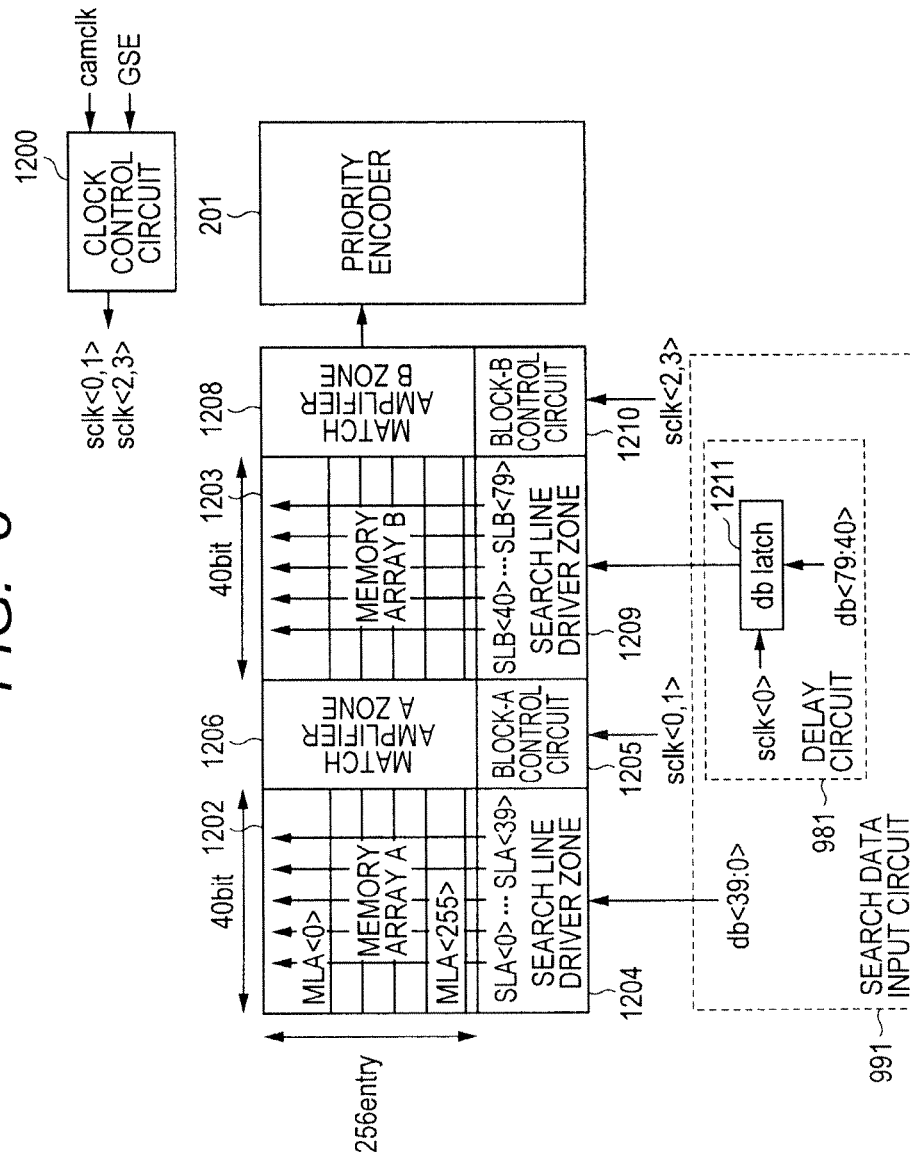 FIG. 6
1200
CLOCK
CONTROL
CIRCUIT
camclk
GSE
sclk<0,1>
sclk<2,3>
201
PRIORITY
ENCODER
256entry
40bit
1202
MLA<0>
MEMORY
ARRAY A
MLA<255>
SLA<0> ... SLA<39>
SEARCH LINE
DRIVER ZONE
1204
1206
MATCH
AMPLIFIER
A ZONE
BLOCK-A
CONTROL
CIRCUIT
1205
sclk<0,1>
40bit
1203
MEMORY
ARRAY B
SLB<40> ... SLB<79>
SEARCH LINE
DRIVER ZONE
1209
1208
MATCH
AMPLIFIER
B ZONE
BLOCK-B
CONTROL
CIRCUIT
1210
sclk<2,3>
db<39:0>
sclk<0>
db latch
1211
db<79:40>
DELAY
CIRCUIT
981
SEARCH DATA
INPUT CIRCUIT
991